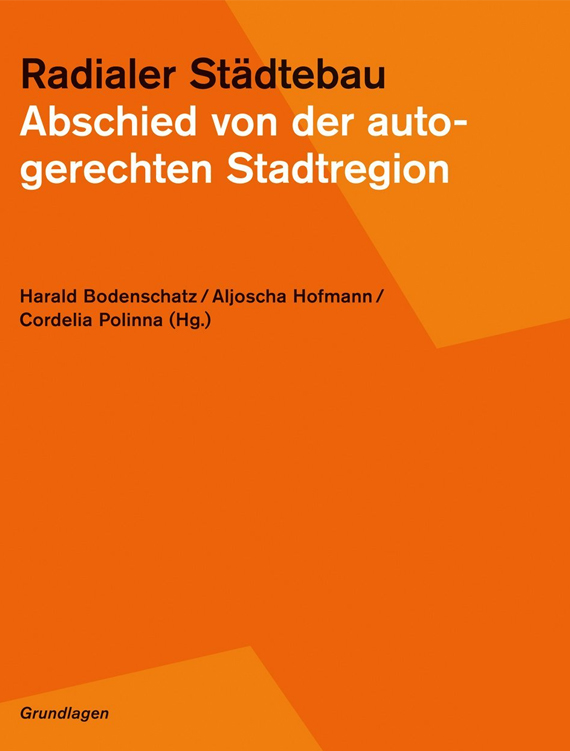 Radialer Städtebau
Abschied von der auto-
gerechten Stadtregion
Harald Bodenschatz / Aljoscha Hofmann /
Cordelia Polinna (Hg.)
Grundlagen